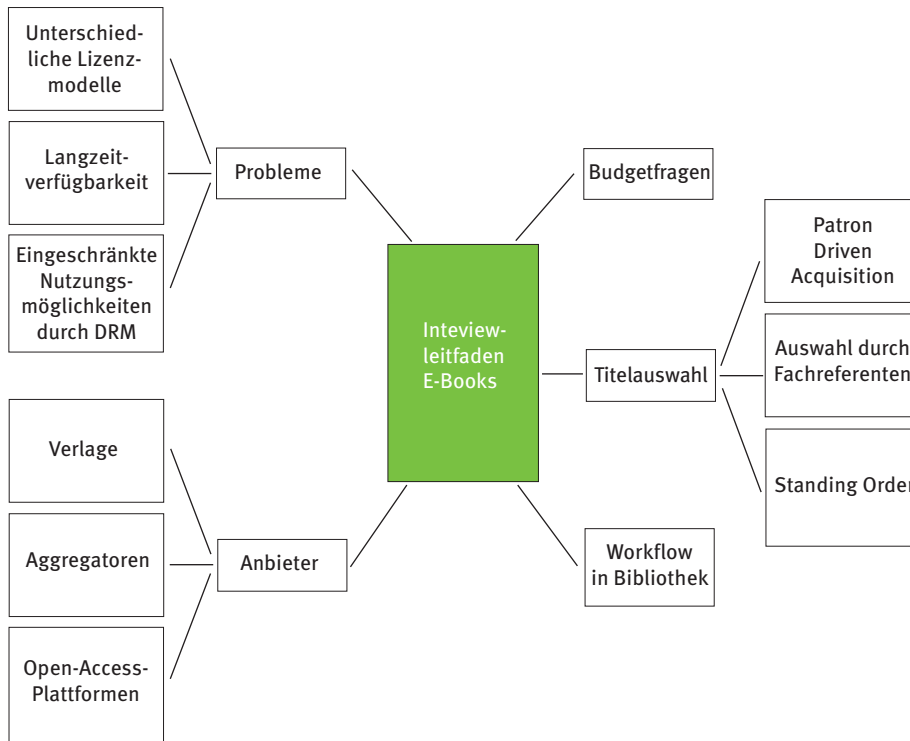 Unterschied-
liche Lizenz-
modelle
Langzeit-
verfügbarkeit
Eingeschränkte
Nutzungs-
möglichkeiten
durch DRM
Probleme
Verlage
Aggregatoren
Open-Access-
Plattformen
Anbieter
Inteview-
leitfaden
E-Books
Budgetfragen
Titelauswahl
Workflow
in Bibliothek
Patron
Driven
Acquisition
Auswahl durch
Fachreferenten
Standing Order